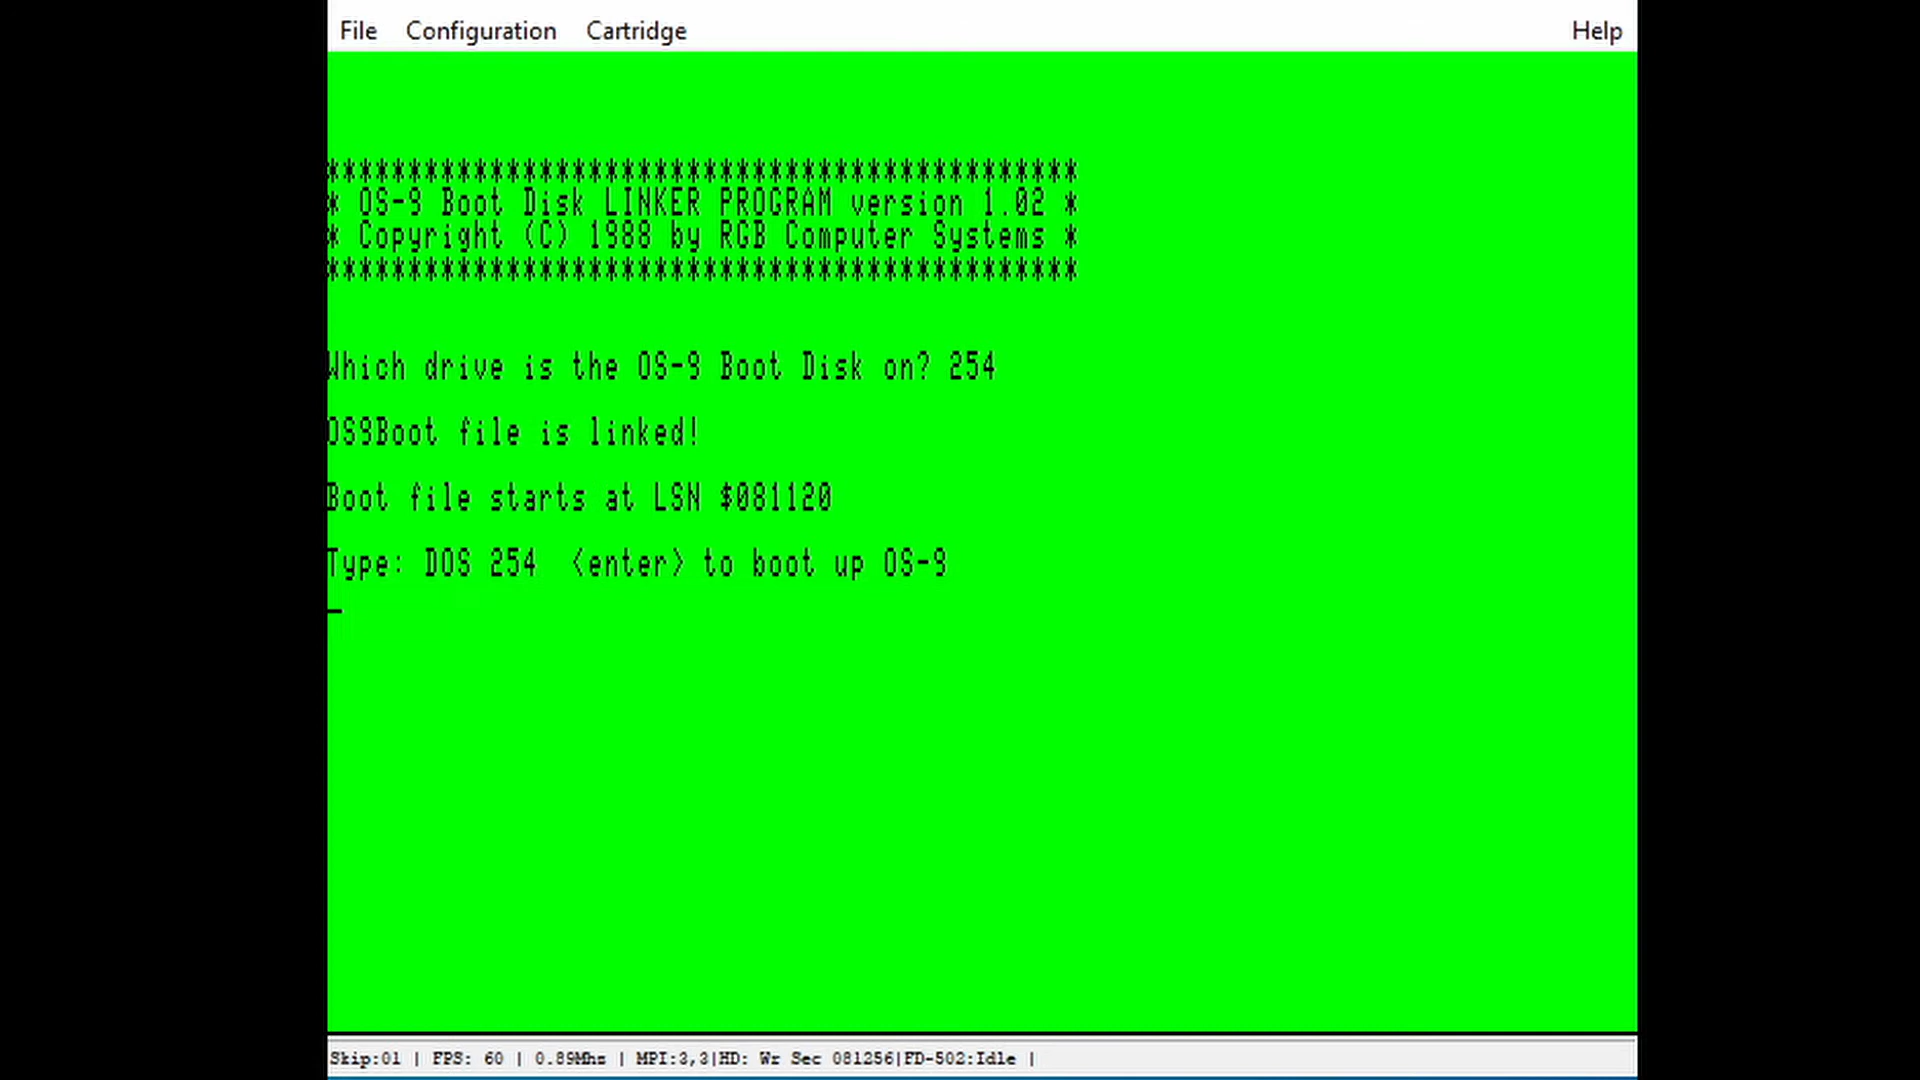 File Configuration Cartridge Help
**********************************************
* OS-9 Boot Disk LINKER PROGRAM version 1.02 *
* Copyright (C) 1988 by RGB Computer Systems *
**********************************************
Which drive is the OS-9 Boot Disk on? 254
OS9Boot file is linked!
Boot file starts at LSN $081120
Type: DOS 254  <enter> to boot up OS-9
_
Skip:01 | FPS: 60 | 0.89Mhs | MPI:3,3|HD: Wr Sec 081256|FD-502:Idle |